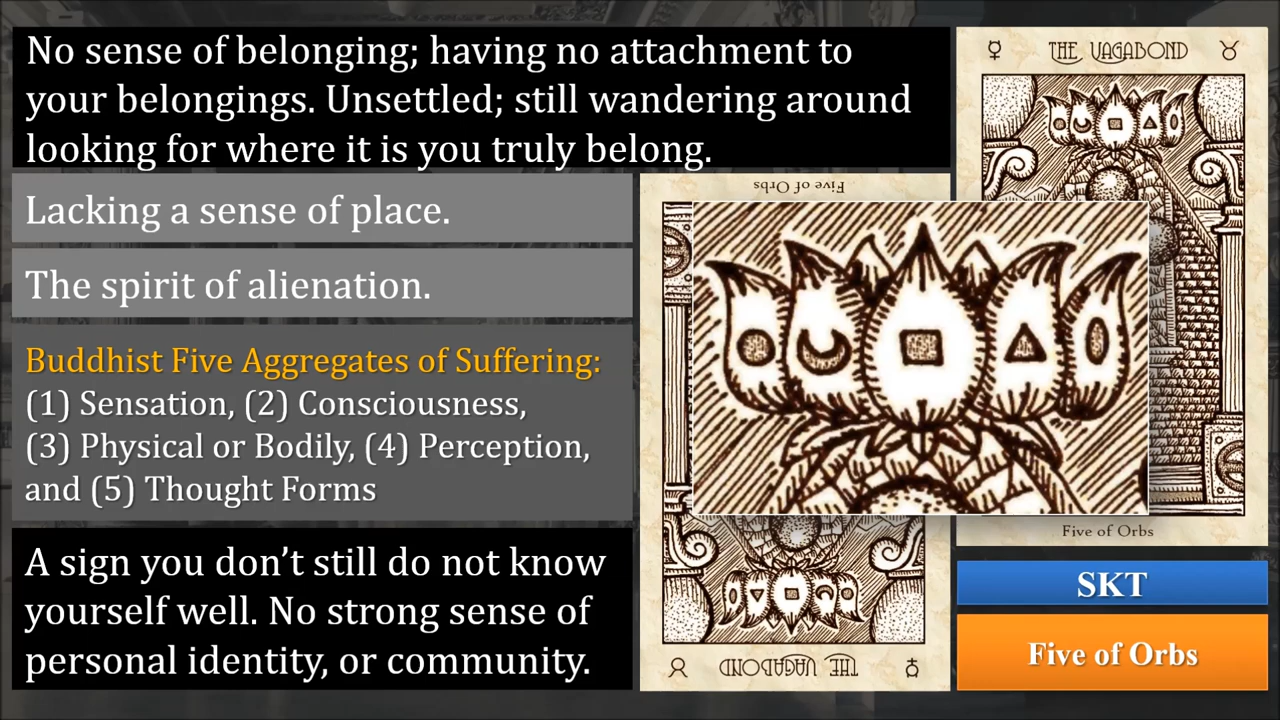 No sense of belonging; having no attachment to
your belongings. Unsettled; still wandering around
looking for where it is you truly belong.
Lacking a sense of place.
The spirit of alienation.
Buddhist Five Aggregates of Suffering:
(1) Sensation, (2) Consciousness,
(3) Physical or Bodily, (4) Perception,
and (5) Thought Forms
A sign you don’t still do not know
yourself well. No strong sense of
personal identity, or community.
☿ THE VAGABOND ♉
Five of Orbs
Five of Orbs
THE VAGABOND
SKT
Five of Orbs